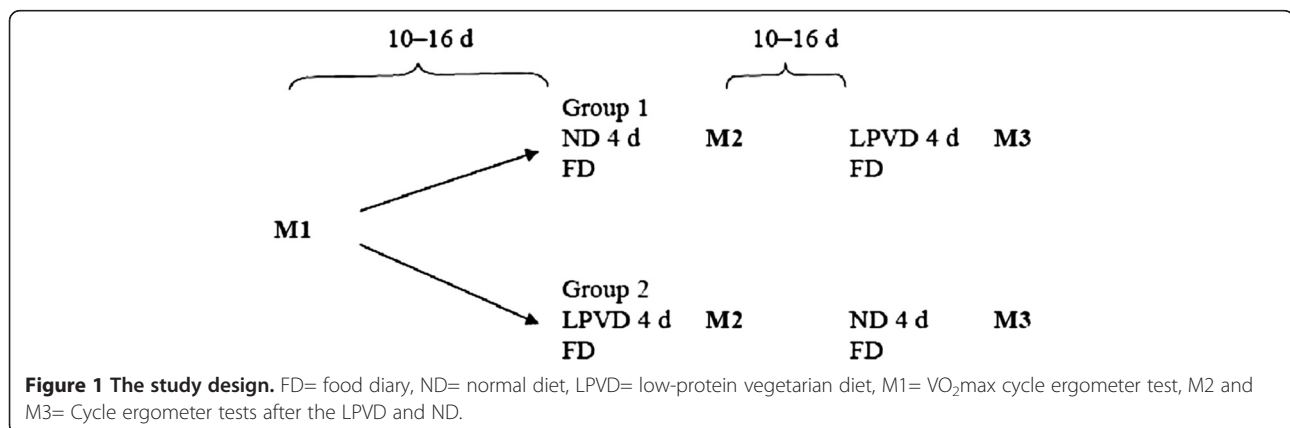 10–16 d 10–16 d
Group 1
ND 4 d M2 LPVD 4 d M3
FD FD
M1
Group 2
LPVD 4 d M2 ND 4 d M3
FD FD
Figure 1 The study design. FD= food diary, ND= normal diet, LPVD= low-protein vegetarian diet, M1= VO₂max cycle ergometer test, M2 and
M3= Cycle ergometer tests after the LPVD and ND.